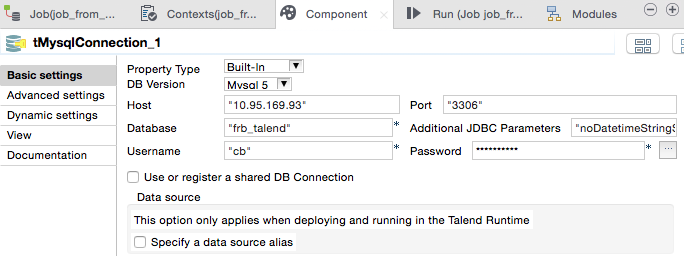 Job(job_from_... Contexts(job_fr... Component Run (Job job_fr... Modules
tMysqlConnection_1
Basic settings
Advanced settings
Dynamic settings
View
Documentation
Property Type Built-In
DB Version Mysql 5
Host "10.95.169.93" Port "3306"
Database "frb_talend" * Additional JDBC Parameters "noDatetimeStringS
Username "cb" * Password ********** * ...
Use or register a shared DB Connection
Data source
This option only applies when deploying and running in the Talend Runtime
Specify a data source alias